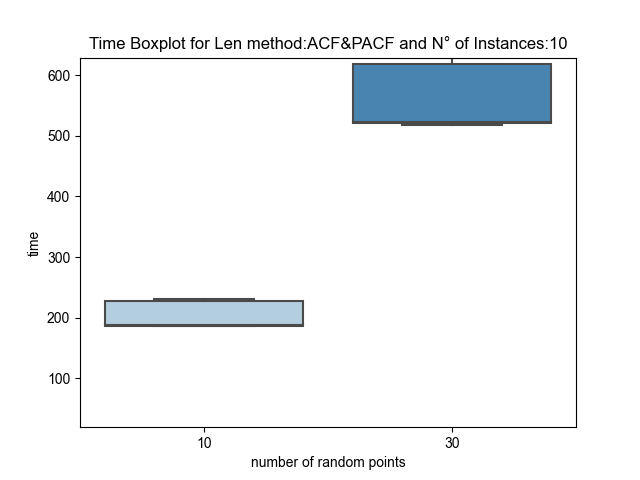 Time Boxplot for Len method:ACF&PACF and N° of Instances:10
600
500
400
300
200
100
time
10 30
number of random points